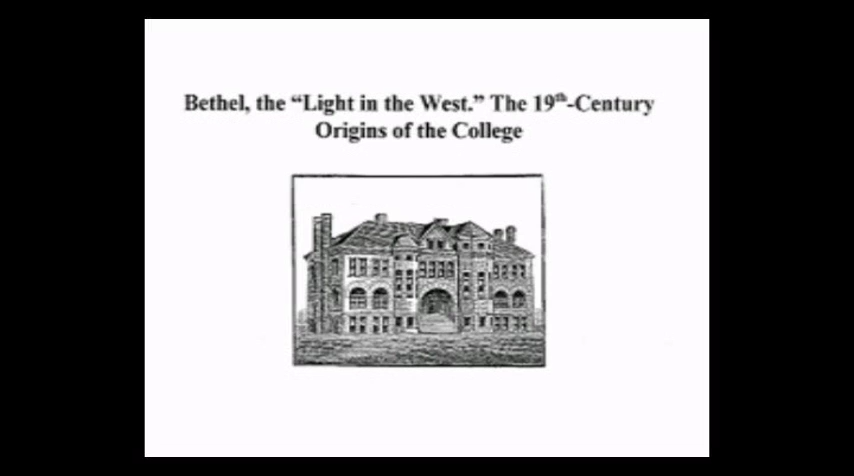 Bethel, the “Light in the West.” The 19th-Century
Origins of the College